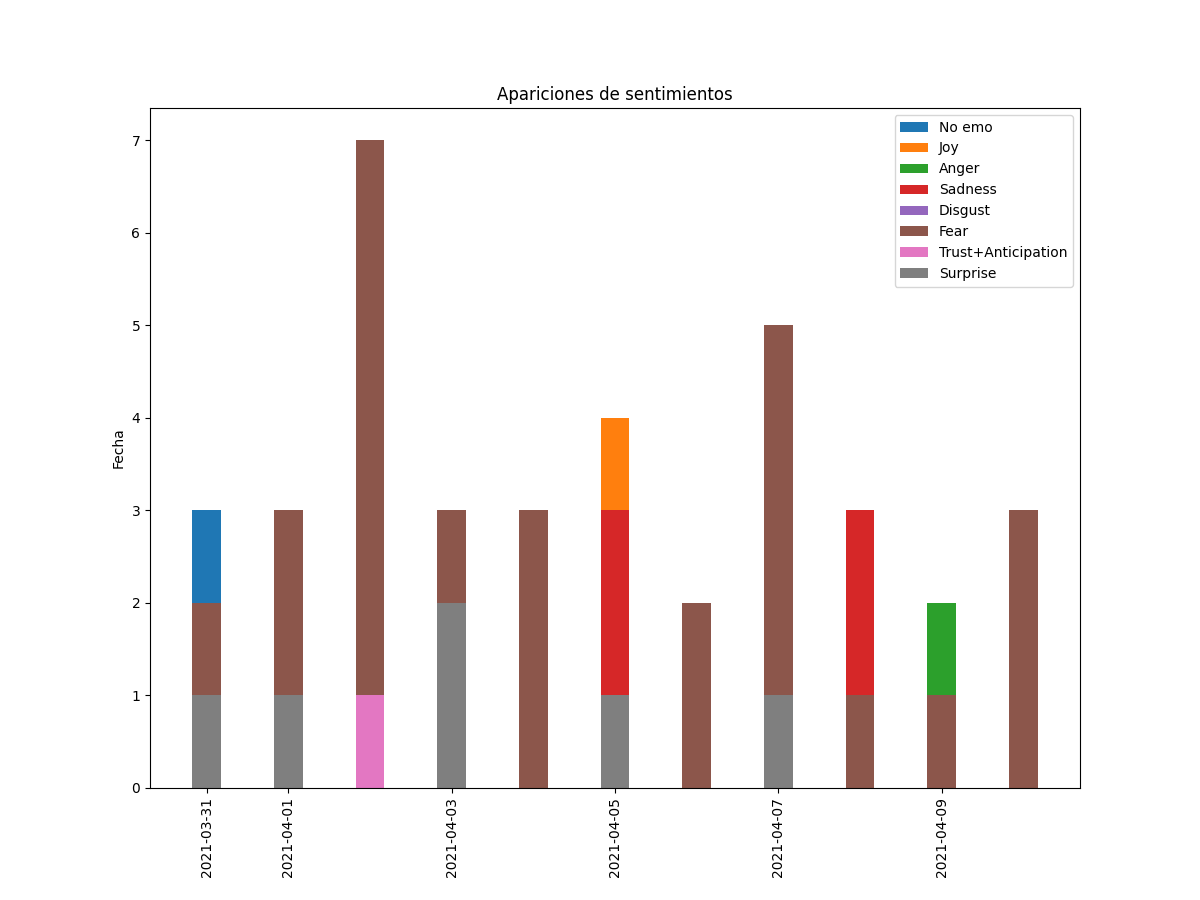 Apariciones de sentimientos
No emo
Joy
Anger
Sadness
Disgust
Fear
Trust+Anticipation
Surprise
Fecha
7
6
5
4
3
2
1
0
2021-03-31
2021-04-01
2021-04-03
2021-04-05
2021-04-07
2021-04-09